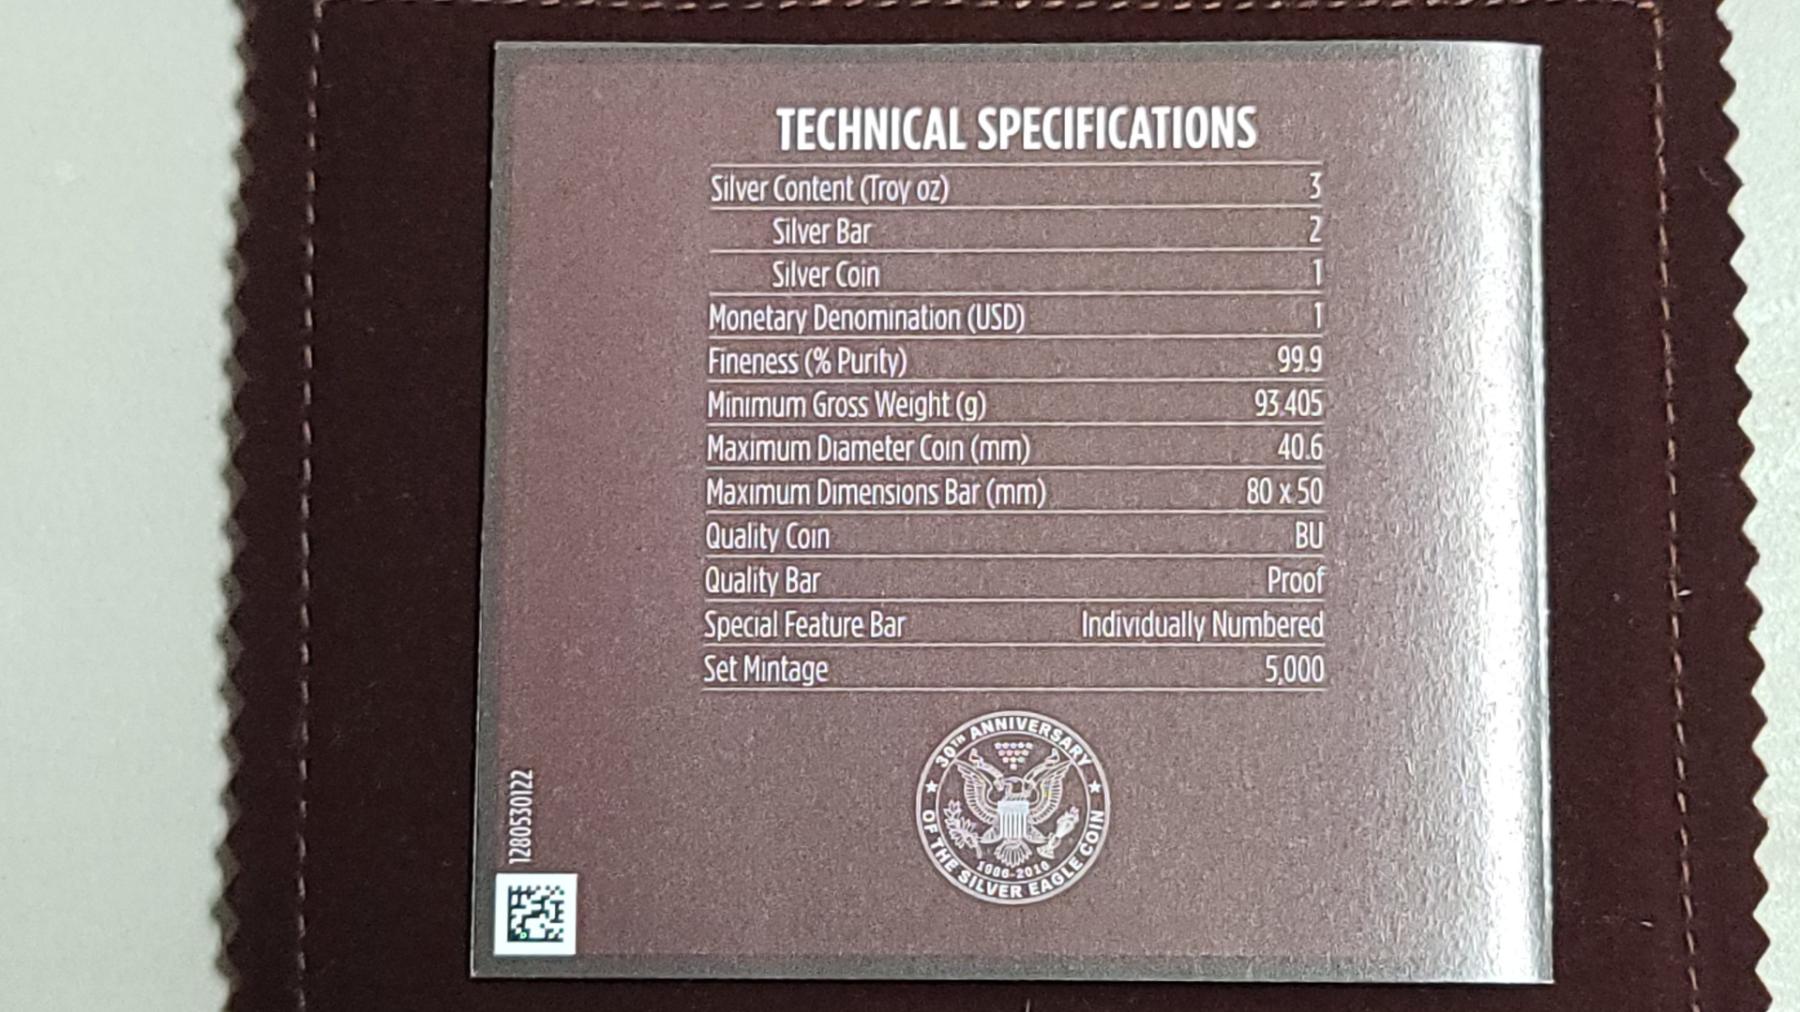 TECHNICAL SPECIFICATIONS
Silver Content (Troy oz) 3
Silver Bar 2
Silver Coin 1
Monetary Denomination (USD) 1
Fineness (% Purity) 99.9
Minimum Gross Weight (g) 93.405
Maximum Diameter Coin (mm) 40.6
Maximum Dimensions Bar (mm) 80 x 50
Quality Coin BU
Quality Bar Proof
Special Feature Bar Individually Numbered
Set Mintage 5,000
30TH ANNIVERSARY
OF THE SILVER EAGLE COIN
1986-2016
1280530122